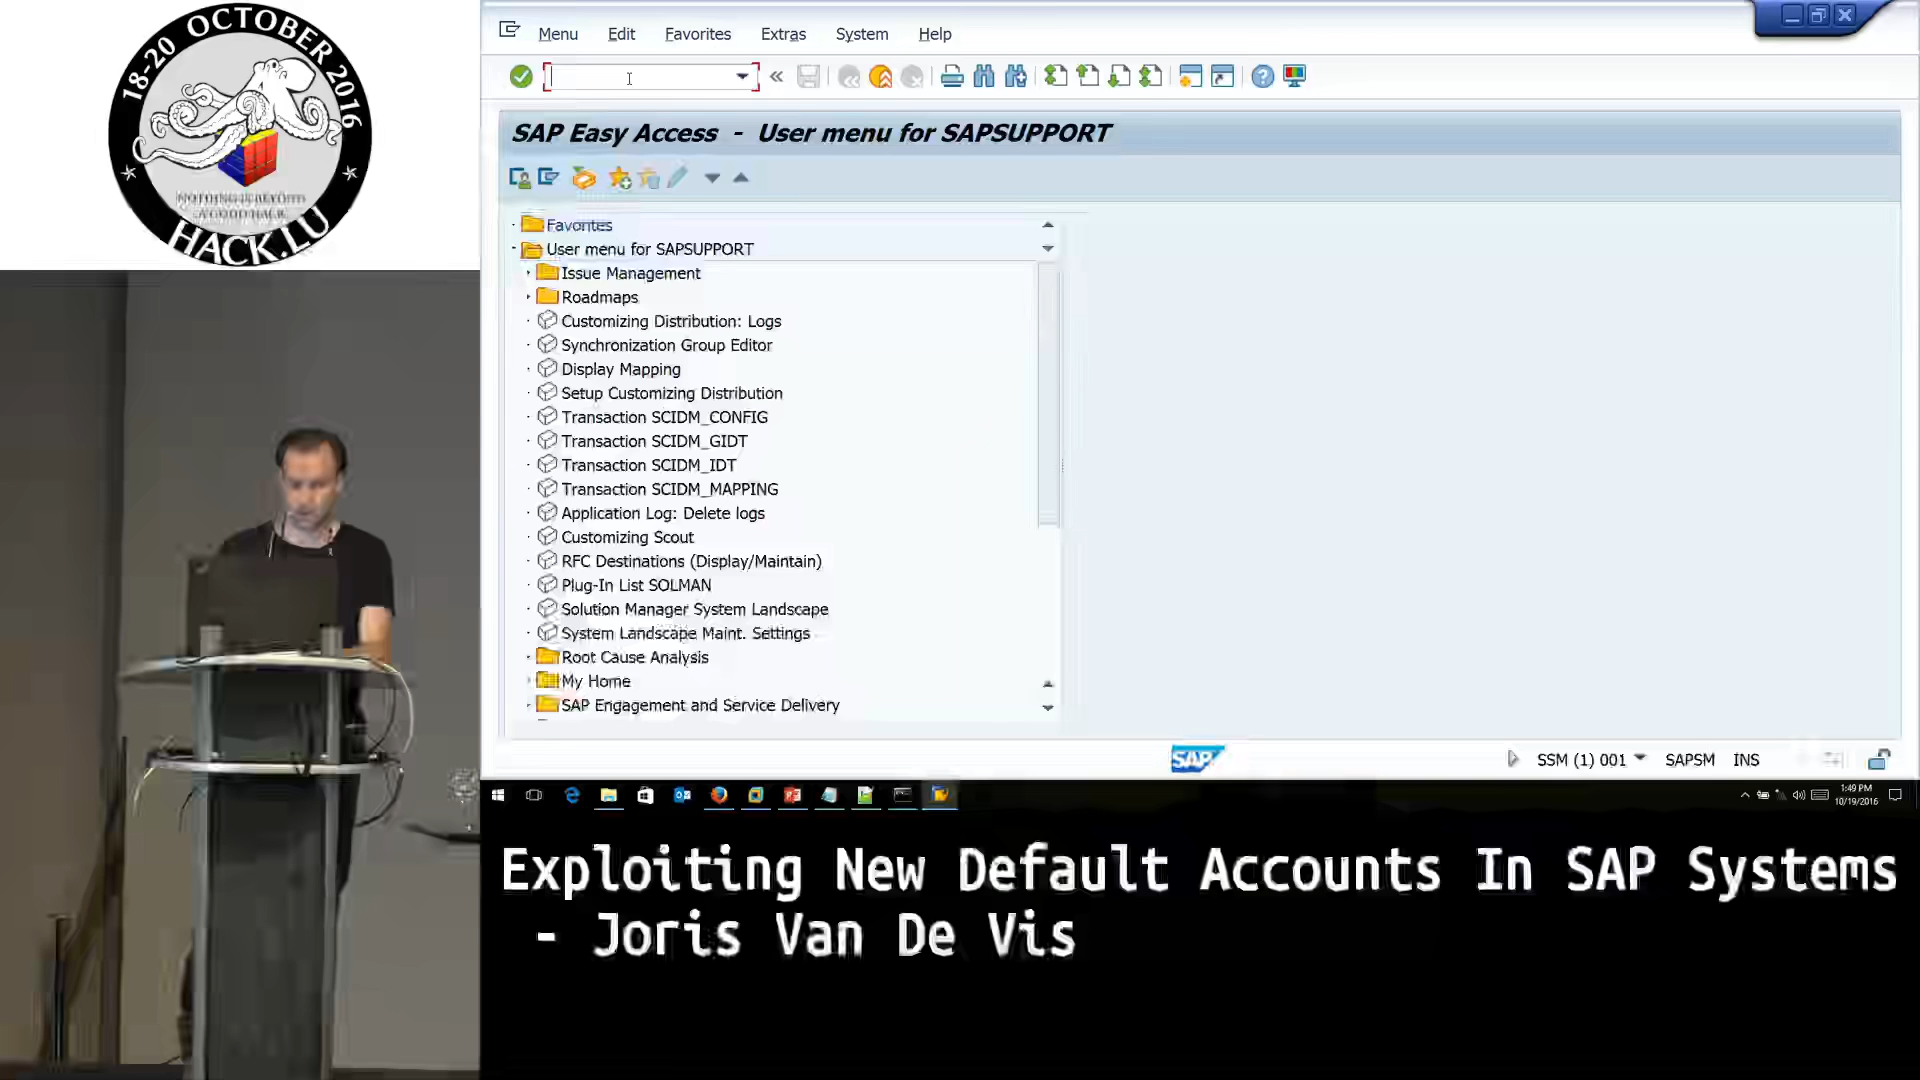 18-20 OCTOBER 2016
HACK.LU
Menu Edit Favorites Extras System Help
SAP Easy Access - User menu for SAPSUPPORT
Favorites
User menu for SAPSUPPORT
Issue Management
Roadmaps
Customizing Distribution: Logs
Synchronization Group Editor
Display Mapping
Setup Customizing Distribution
Transaction SCIDM_CONFIG
Transaction SCIDM_GIDT
Transaction SCIDM_IDT
Transaction SCIDM_MAPPING
Application Log: Delete logs
Customizing Scout
RFC Destinations (Display/Maintain)
Plug-In List SOLMAN
Solution Manager System Landscape
System Landscape Maint. Settings
Root Cause Analysis
My Home
SAP Engagement and Service Delivery
SAP
SSM (1) 001 SAPSM INS
1:49 PM
10/19/2016
Exploiting New Default Accounts In SAP Systems
- Joris Van De Vis